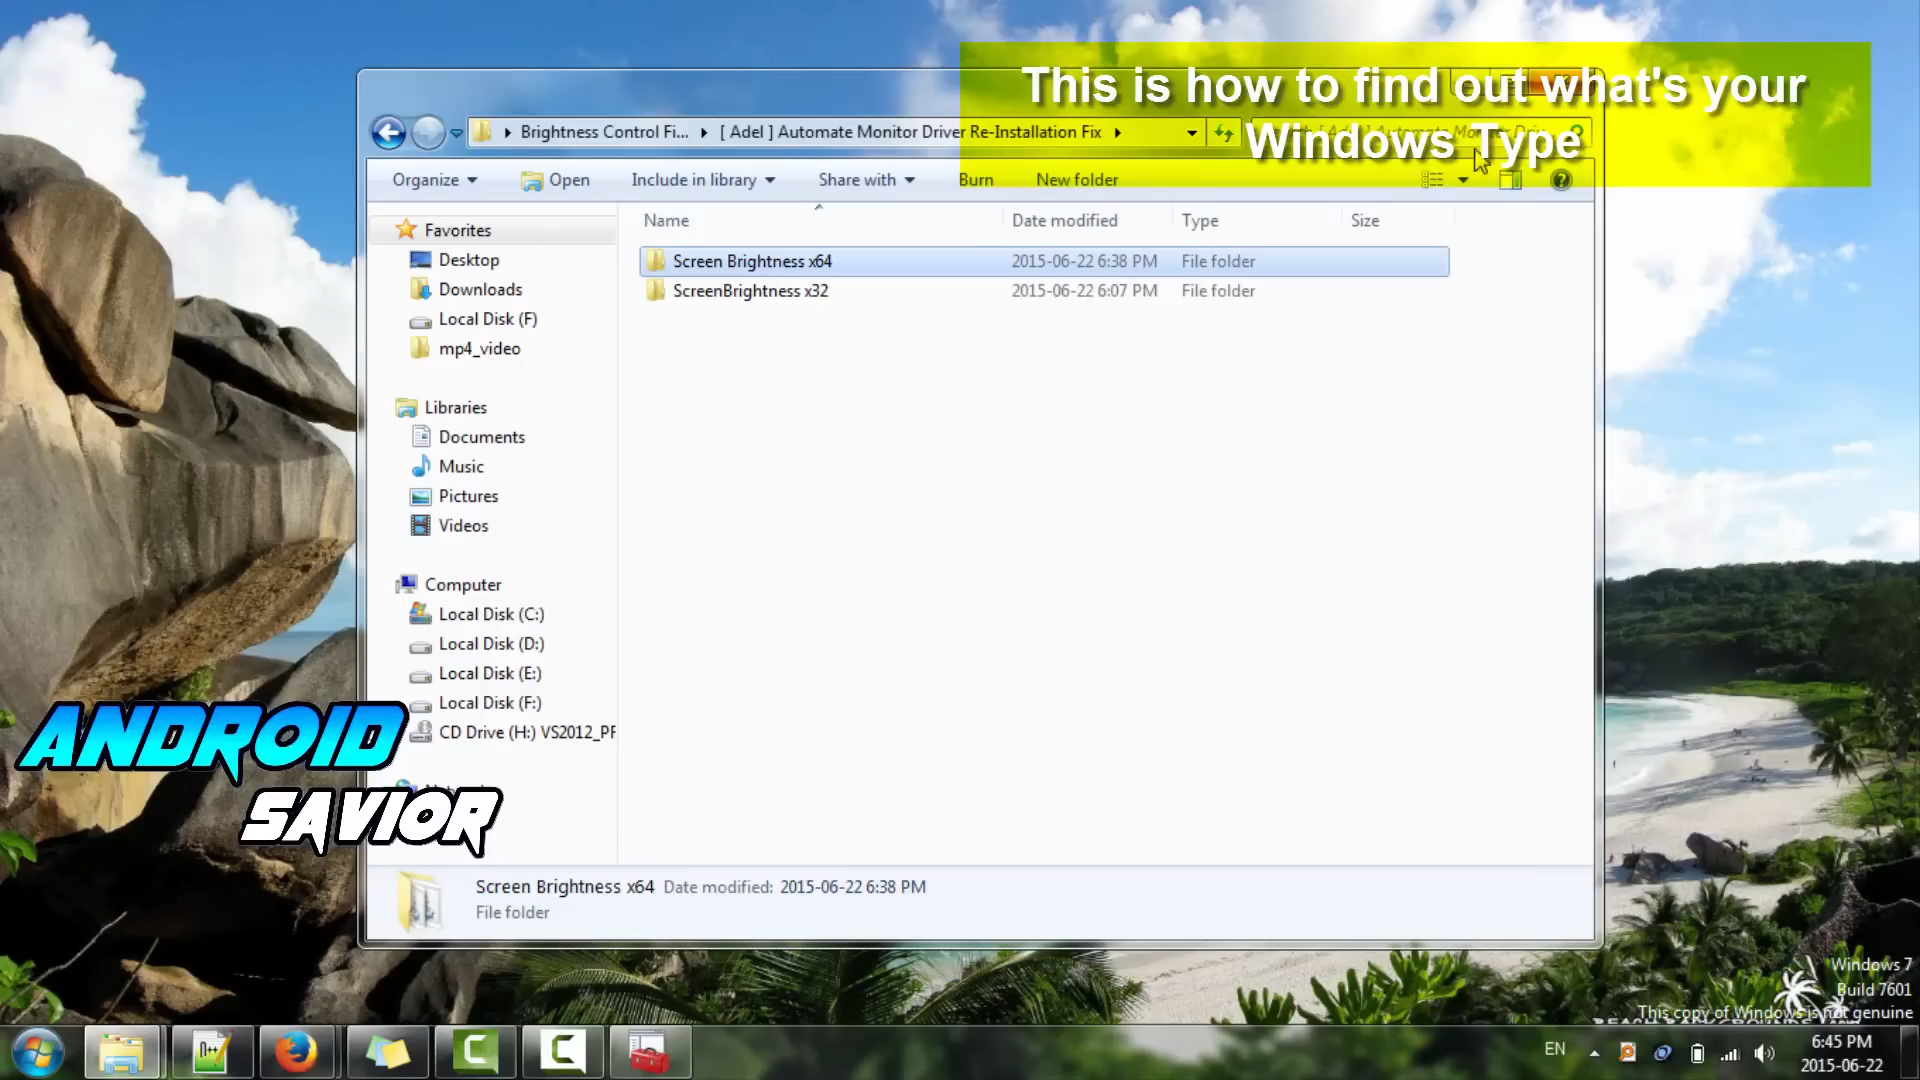 This is how to find out what's your
Windows Type
Brightness Control Fi... [ Adel ] Automate Monitor Driver Re-Installation Fix
Organize Open Include in library Share with Burn New folder
Name Date modified Type Size
Favorites
Desktop
Downloads
Local Disk (F)
mp4_video
Libraries
Documents
Music
Pictures
Videos
Computer
Local Disk (C:)
Local Disk (D:)
Local Disk (E:)
Local Disk (F:)
CD Drive (H:) VS2012_PF
Screen Brightness x64 2015-06-22 6:38 PM File folder
ScreenBrightness x32 2015-06-22 6:07 PM File folder
ANDROID
SAVIOR
Screen Brightness x64 Date modified: 2015-06-22 6:38 PM
File folder
Windows 7
Build 7601
This copy of Windows is not genuine
EN
6:45 PM
2015-06-22